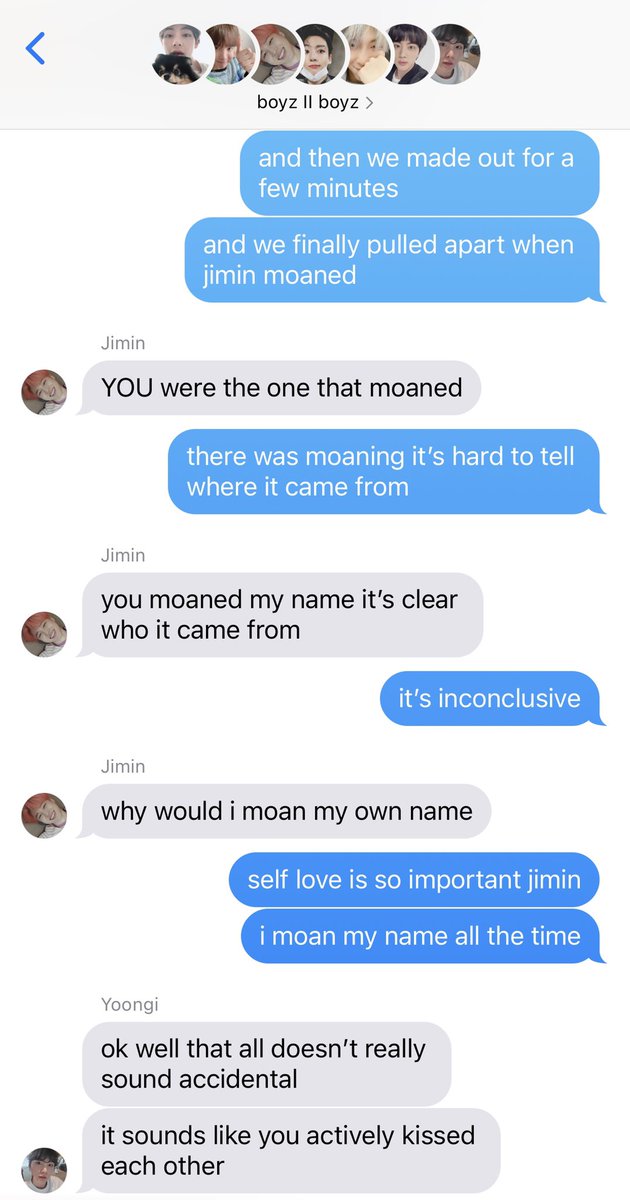 boyz II boyz
and then we made out for a
few minutes
and we finally pulled apart when
jimin moaned
Jimin
YOU were the one that moaned
there was moaning it’s hard to tell
where it came from
Jimin
you moaned my name it’s clear
who it came from
it’s inconclusive
Jimin
why would i moan my own name
self love is so important jimin
i moan my name all the time
Yoongi
ok well that all doesn’t really
sound accidental
it sounds like you actively kissed
each other